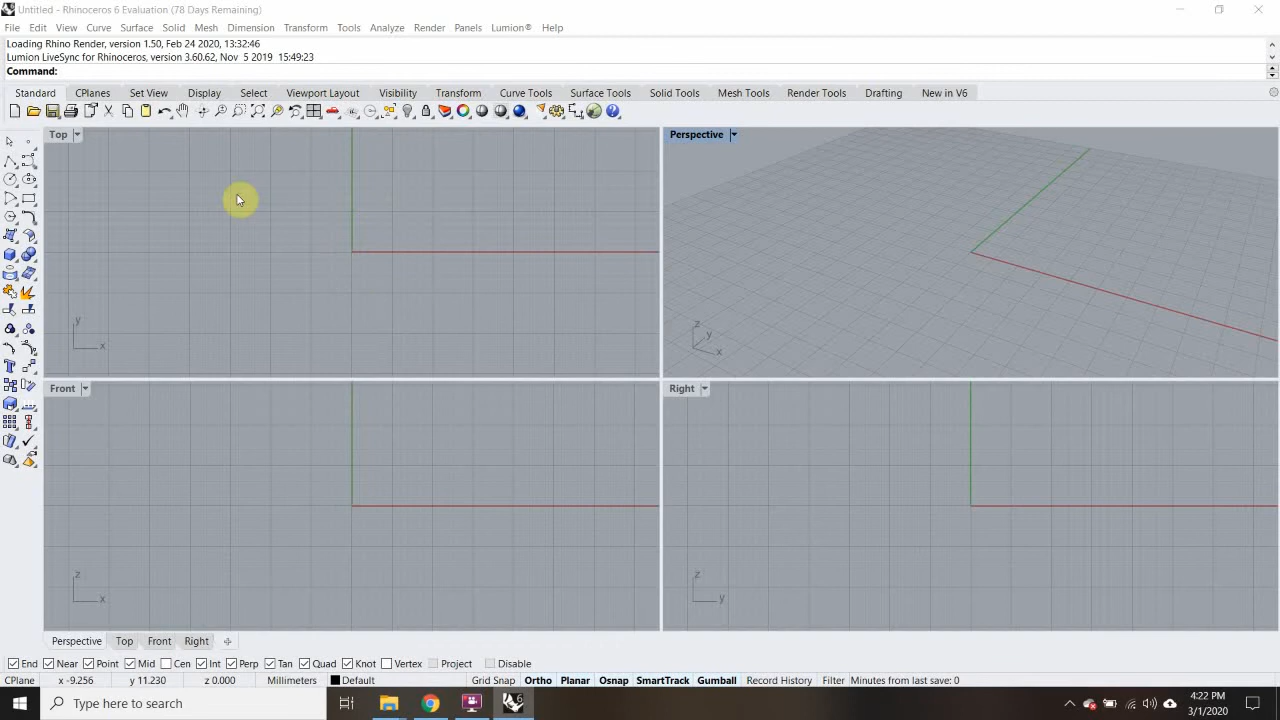 Untitled - Rhinoceros 6 Evaluation (78 Days Remaining)
File Edit View Curve Surface Solid Mesh Dimension Transform Tools Analyze Render Panels Lumion® Help
Loading Rhino Render, version 1.50, Feb 24 2020, 13:32:46
Lumion LiveSync for Rhinoceros, version 3.60.62, Nov 5 2019 15:49:23
Command:
Standard CPlanes Set View Display Select Viewport Layout Visibility Transform Curve Tools Surface Tools Solid Tools Mesh Tools Render Tools Drafting New in V6
Top
Perspective
y
x
z
y
x
Front
Right
z
x
z
y
Perspective Top Front Right
End Near Point Mid Cen Int Perp Tan Quad Knot Vertex Project Disable
CPlane x -9.256 y 11.230 z 0.000 Millimeters Default Grid Snap Ortho Planar Osnap SmartTrack Gumball Record History Filter Minutes from last save: 0
Type here to search
4:22 PM
3/1/2020